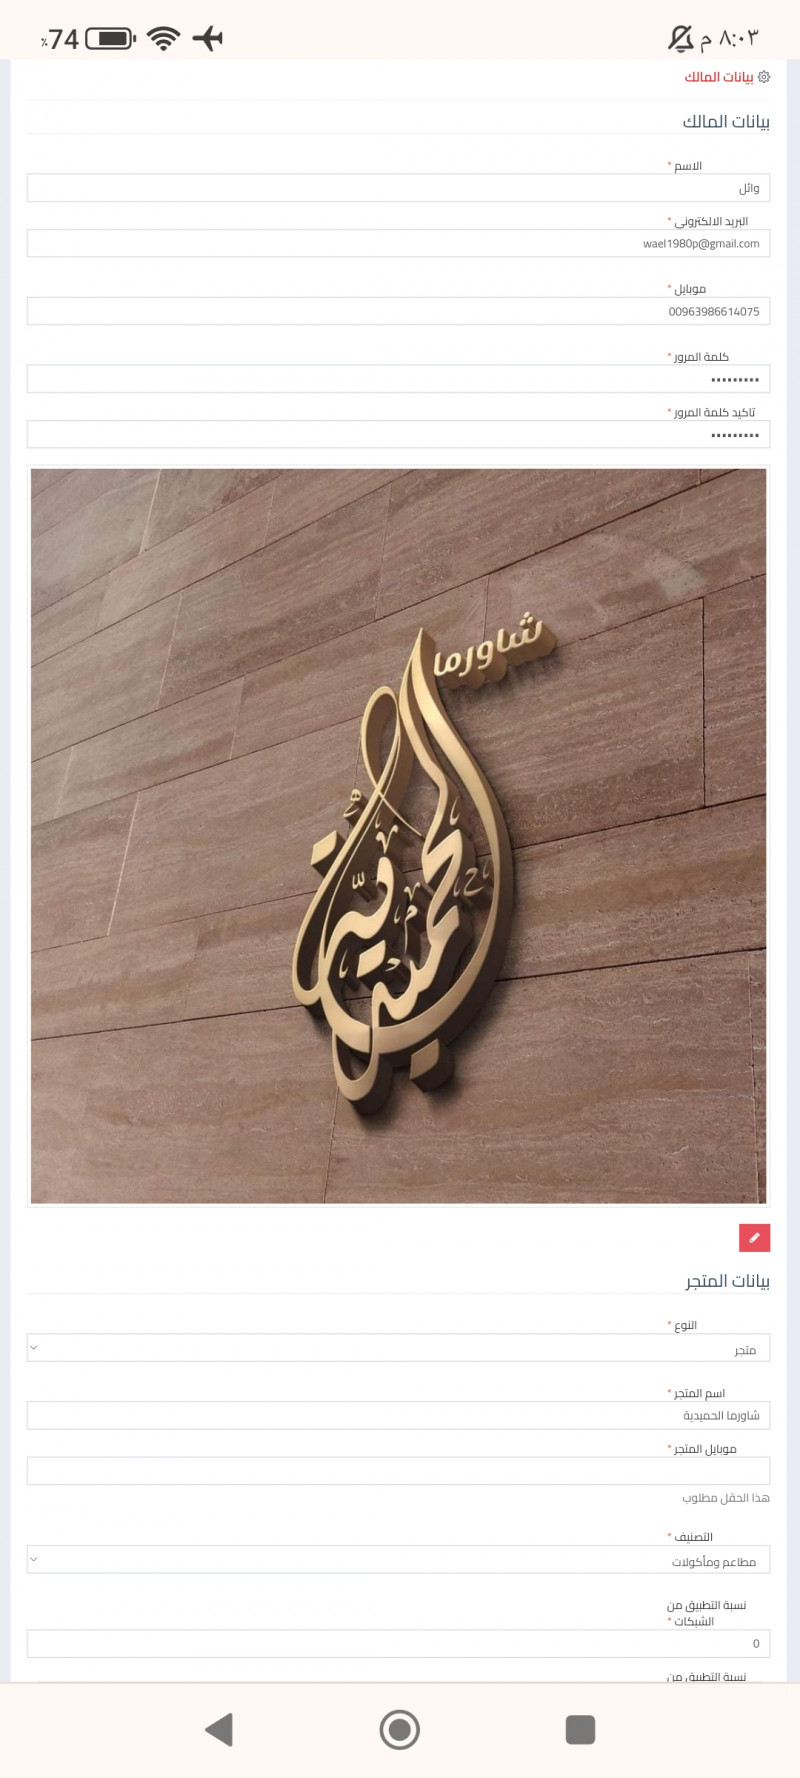 ٨:٠٣ م
74٪
بيانات المالك
بيانات المالك
الاسم *
وائل
البريد الالكتروني *
wael1980p@gmail.com
موبايل *
00963986614075
كلمة المرور *
•••••••••
تاكيد كلمة المرور *
•••••••••
شاورما
الحميدية
بيانات المتجر
النوع *
متجر
اسم المتجر *
شاورما الحميدية
موبايل المتجر *
هذا الحقل مطلوب
التصنيف *
مطاعم ومأكولات
نسبة التطبيق من
الشبكات *
0
نسبة التطبيق من